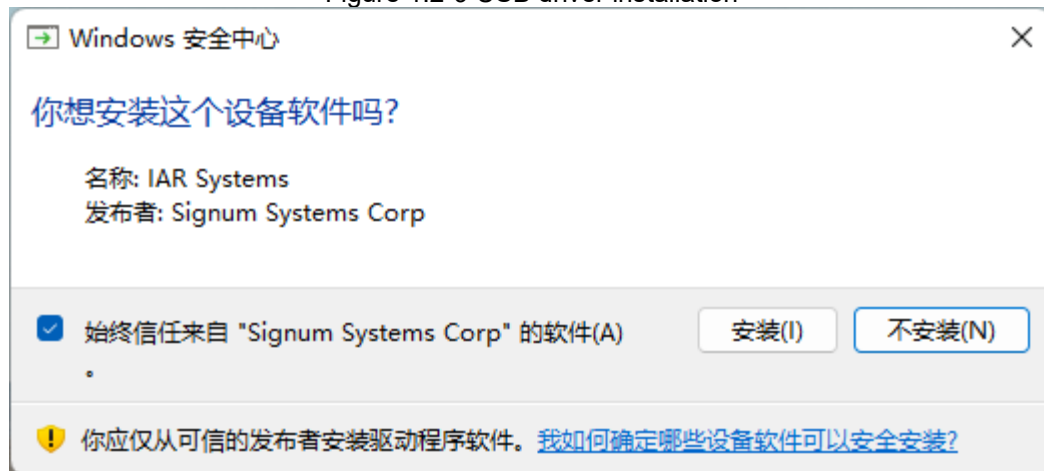 Windows 安全中心
你想安装这个设备软件吗?
名称: IAR Systems
发布者: Signum Systems Corp
始终信任来自 "Signum Systems Corp" 的软件(A)
。
安装(I)
不安装(N)
你应仅从可信的发布者安装驱动程序软件。我如何确定哪些设备软件可以安全安装?